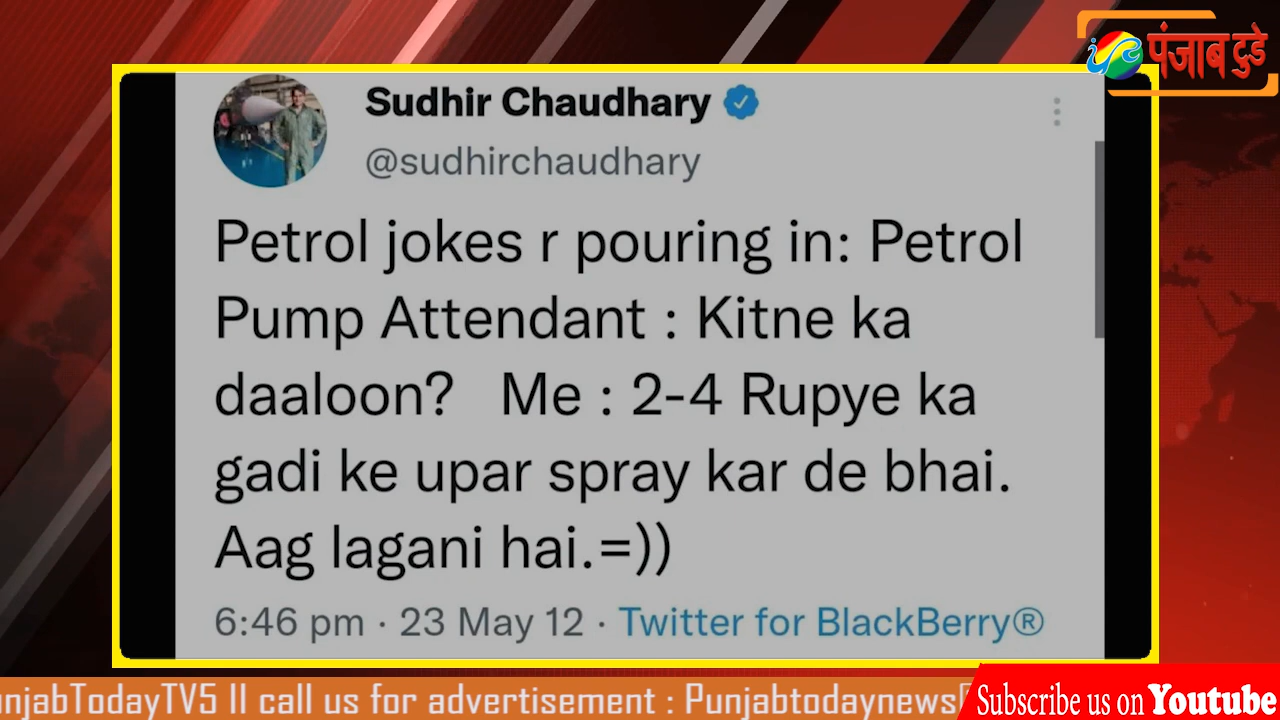 पंजाब टुडे
Sudhir Chaudhary
@sudhirchaudhary
Petrol jokes r pouring in: Petrol
Pump Attendant : Kitne ka
daaloon? Me : 2-4 Rupye ka
gadi ke upar spray kar de bhai.
Aag lagani hai.=))
6:46 pm · 23 May 12 · Twitter for BlackBerry®
njabTodayTV5 II call us for advertisement : Punjabtodaynews
Subscribe us on Youtube